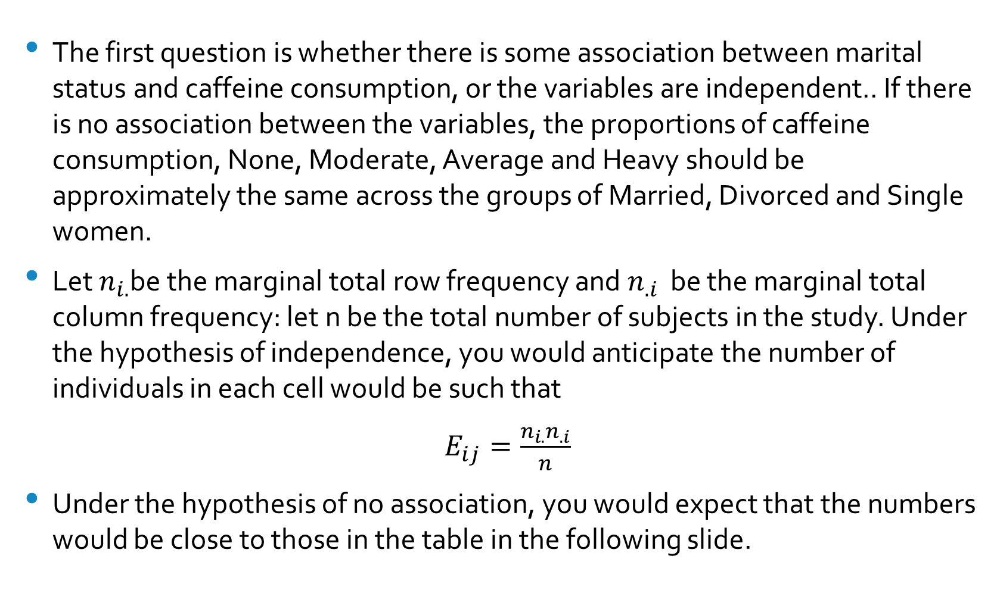 • The first question is whether there is some association between marital
status and caffeine consumption, or the variables are independent.. If there
is no association between the variables, the proportions of caffeine
consumption, None, Moderate, Average and Heavy should be
approximately the same across the groups of Married, Divorced and Single
women.
• Let $n_{i.}$ be the marginal total row frequency and $n_{.i}$ be the marginal total
column frequency: let n be the total number of subjects in the study. Under
the hypothesis of independence, you would anticipate the number of
individuals in each cell would be such that
$E_{ij} = \frac{n_{i.}n_{.i}}{n}$
• Under the hypothesis of no association, you would expect that the numbers
would be close to those in the table in the following slide.